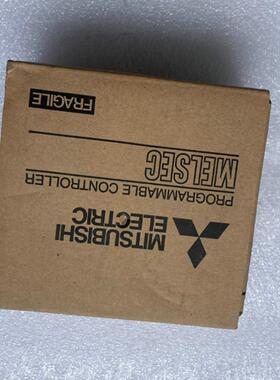 MITSUBISHI
ELECTRIC
PROGRAMMABLE CONTROLLER
MELSEC
FRAGILE